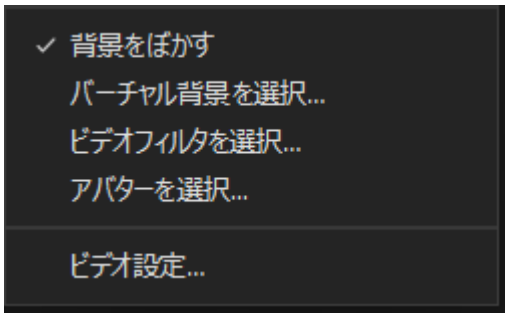 ✓ 背景をぼかす
バーチャル背景を選択...
ビデオフィルタを選択...
アバターを選択...
ビデオ設定...